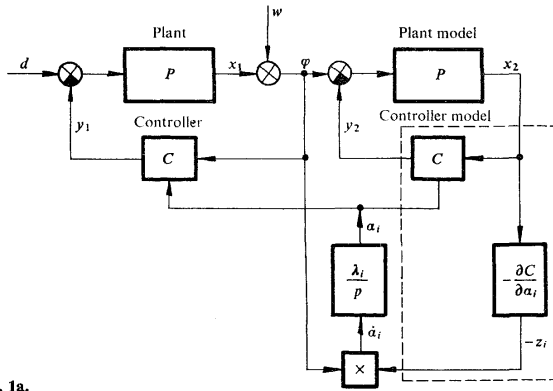 w
Plant
Plant model
d
P
x₁
φ
P
x₂
y₁
Controller
y₂
Controller model
C
C
αᵢ
λᵢ
p
-∂C
∂αᵢ
α̇ᵢ
-zᵢ
×
. 1a.